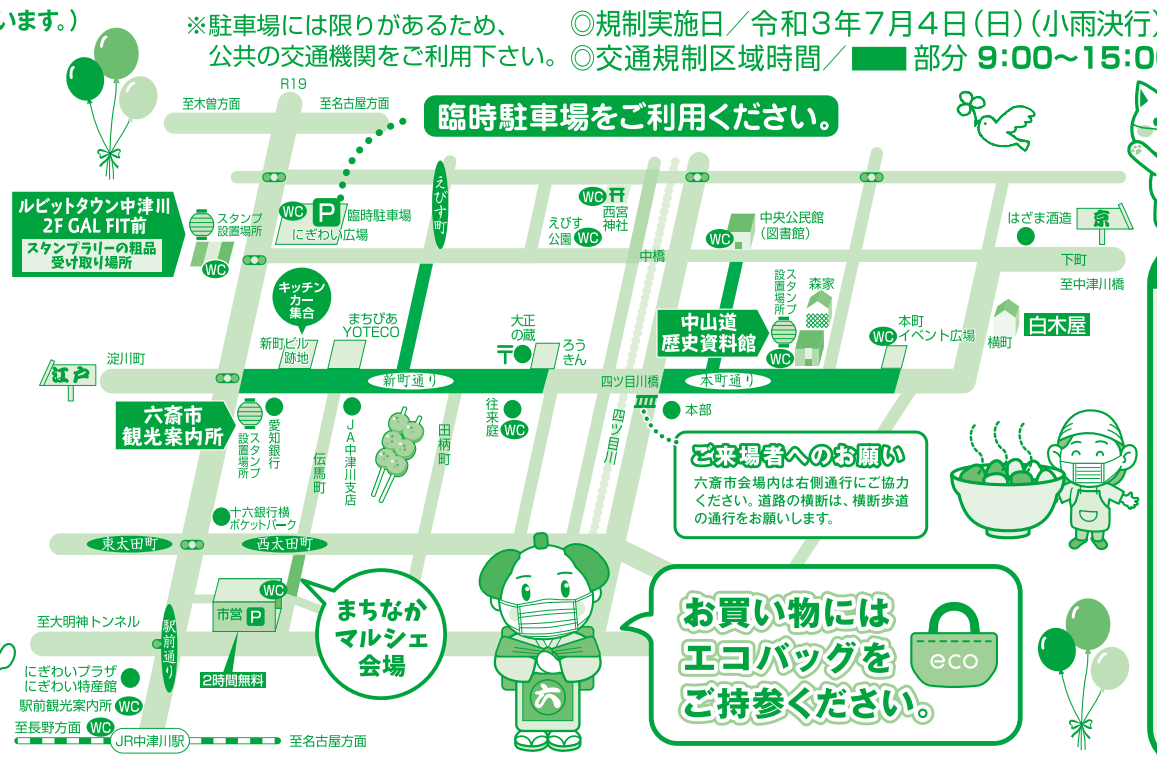 います。）
※駐車場には限りがあるため、
公共の交通機関をご利用下さい。
◎規制実施日／令和3年7月4日（日）（小雨決行）
◎交通規制区域時間／ 部分 9:00〜15:00
R19
至木曽方面
至名古屋方面
臨時駐車場をご利用ください。
ルビットタウン中津川
2F GAL FIT前
スタンプラリーの粗品
受け取り場所
スタンプ
設置場所
WC
WC
P
臨時駐車場
にぎわい広場
えびす町
WC
西宮
神社
えびす
公園
WC
中央公民館
（図書館）
WC
はざま酒造
京
中橋
下町
至中津川橋
キッチン
カー
集合
まちぴあ
YOTECO
新町ビル
跡地
大正
の蔵
〒
ろう
きん
中山道
歴史資料館
スタンプ
設置場所
森家
WC
WC
本町
イベント広場
横町
白木屋
淀川町
江戸
新町通り
四ツ目川橋
本町通り
六斎市
観光案内所
スタンプ
設置場所
愛知銀行
伝馬町
JA中津川支店
田柄町
往来庭
WC
四ツ目川
本部
ご来場者へのお願い
六斎市会場内は右側通行にご協力
ください。道路の横断は、横断歩道
の通行をお願いします。
十六銀行横
ポケットパーク
東太田町
西太田町
市営 P
WC
2時間無料
まちなか
マルシェ
会場
至大明神トンネル
駅前通り
にぎわいプラザ
にぎわい特産館
駅前観光案内所 WC
至長野方面 WC
JR中津川駅
至名古屋方面
六
お買い物には
エコバッグを
ご持参ください。
eco